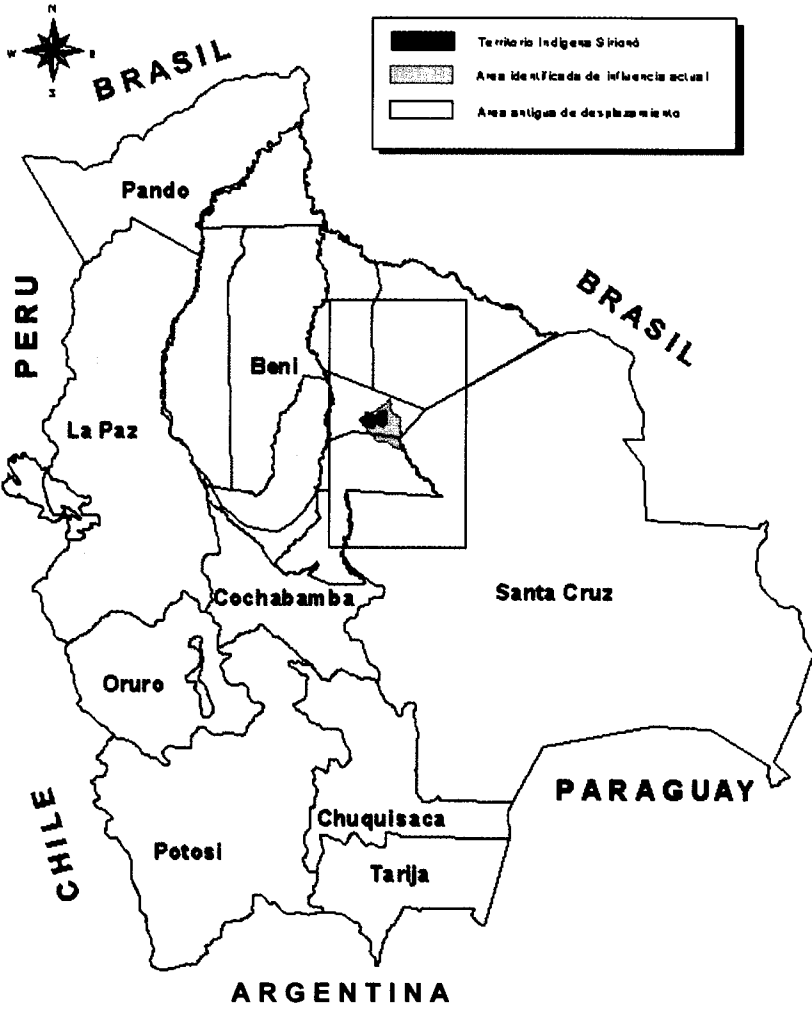 N
W E
S
Territorio Indígena Sirionó
Area identificada de influencia actual
Area antigua de desplazamiento
BRASIL
Pando
PERU
BRASIL
Beni
La Paz
Cochabamba
Santa Cruz
Oruro
CHILE
PARAGUAY
Chuquisaca
Potosi
Tarija
ARGENTINA